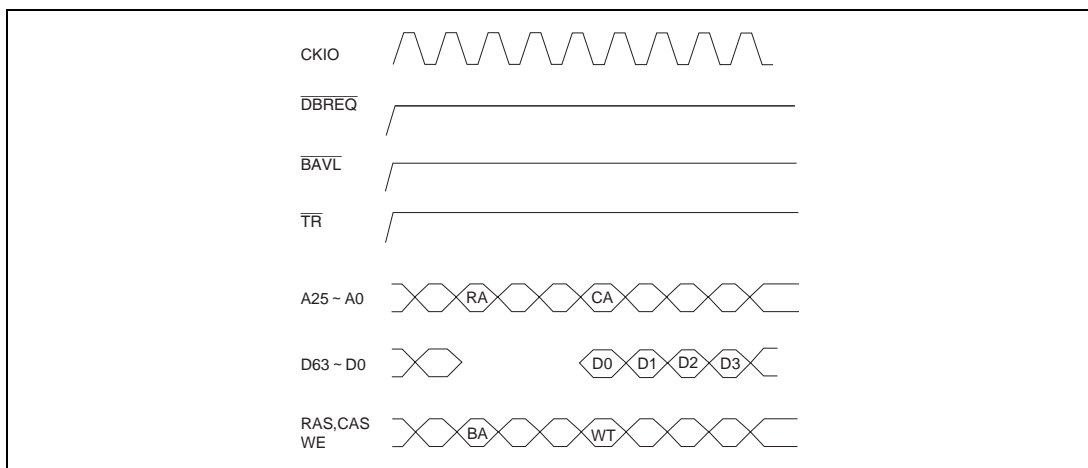 CKIO
DBREQ
BAVL
TR
A25 ~ A0 RA CA
D63 ~ D0 D0 D1 D2 D3
RAS,CAS
WE BA WT